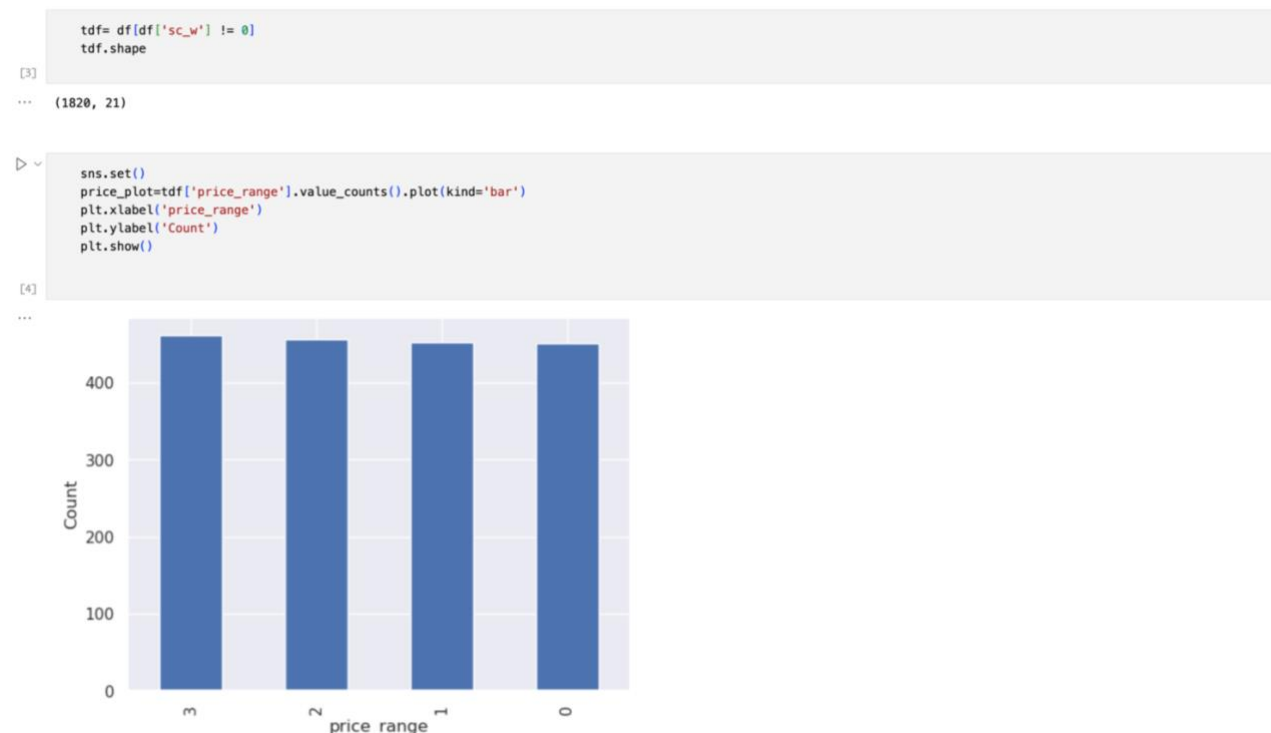 tdf= df[df['sc_w'] != 0]
tdf.shape
[3]
... (1820, 21)
sns.set()
price_plot=tdf['price_range'].value_counts().plot(kind='bar')
plt.xlabel('price_range')
plt.ylabel('Count')
plt.show()
[4]
...
400
300
200
100
0
Count
3 2 1 0
price_range